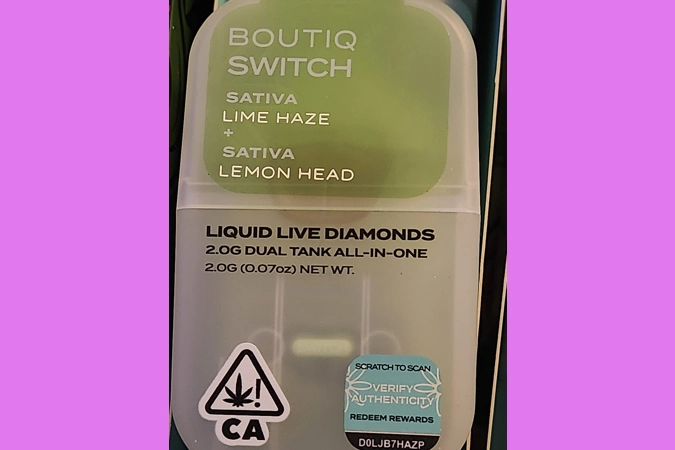 BOUTIQ
SWITCH
SATIVA
LIME HAZE
+
SATIVA
LEMON HEAD
LIQUID LIVE DIAMONDS
2.0G DUAL TANK ALL-IN-ONE
2.0G (0.07oz) NET WT.
!
CA
SCRATCH TO SCAN
VERIFY
AUTHENTICITY
REDEEM REWARDS
D0LJB7HAZP